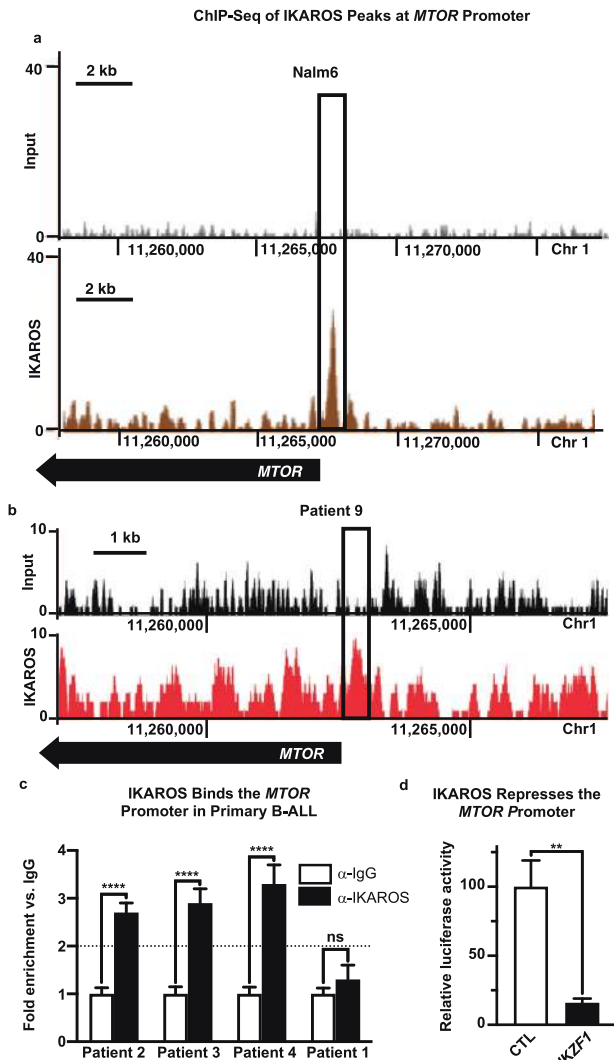 ChIP-Seq of IKAROS Peaks at MTOR Promoter
a
40
2 kb
Nalm6
Input
0
11,260,000 11,265,000 11,270,000 Chr 1
40
2 kb
IKAROS
0
11,260,000 11,265,000 11,270,000 Chr 1
MTOR
b
Patient 9
10
1 kb
Input
0
11,260,000 11,265,000 Chr1
10
IKAROS
0
11,260,000 11,265,000 Chr1
MTOR
c
IKAROS Binds the MTOR
Promoter in Primary B-ALL
Fold enrichment vs. IgG
4
3
2
1
0
**** **** **** ns
α-IgG
α-IKAROS
Patient 2 Patient 3 Patient 4 Patient 1
d
IKAROS Represses the
MTOR Promoter
Relative luciferase activity
**
100
75
25
0
CTL
IKZF1